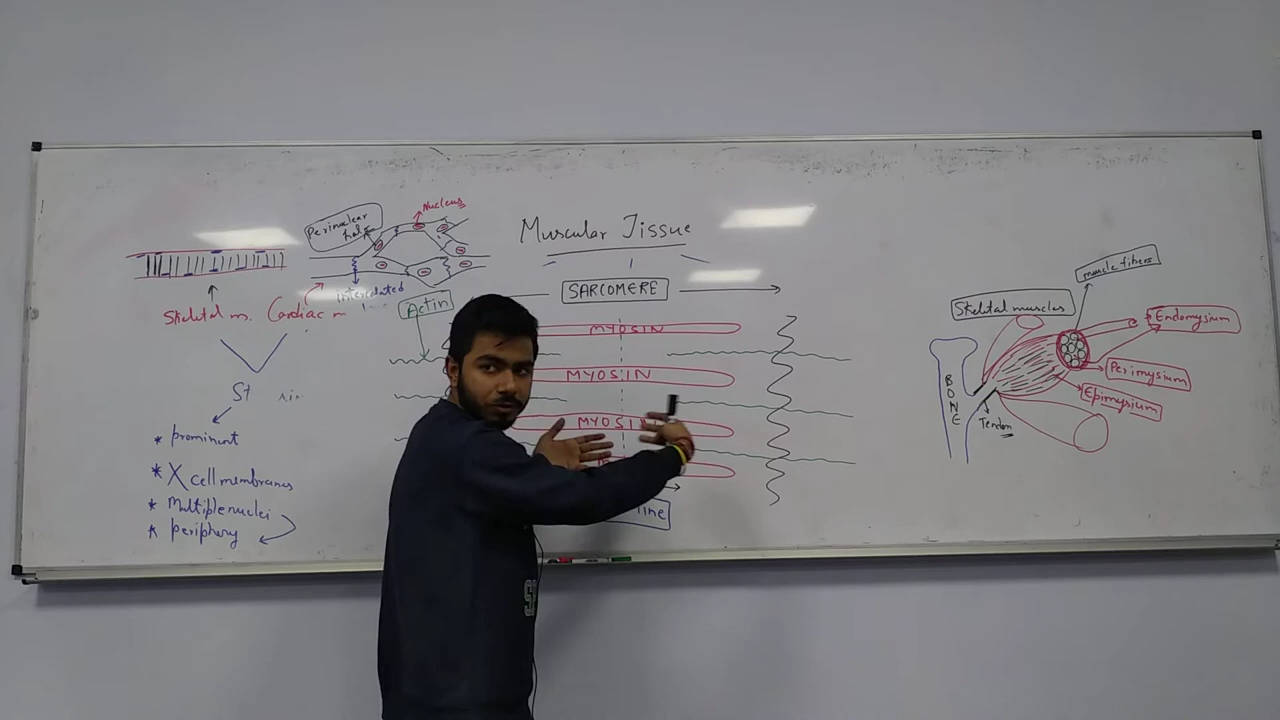 Muscular Tissue
Perinuclear
halo
Nucleus
intercalated
Skeletal m.
Cardiac m
St
* prominent
* X cell membranes
* Multiple nuclei
* periphery
Actin
SARCOMERE
MYOSIN
MYOSIN
MYOSIN
line
Skeletal muscles
muscle fibers
Endomysium
Perimysium
Epimysium
BONE
Tendon